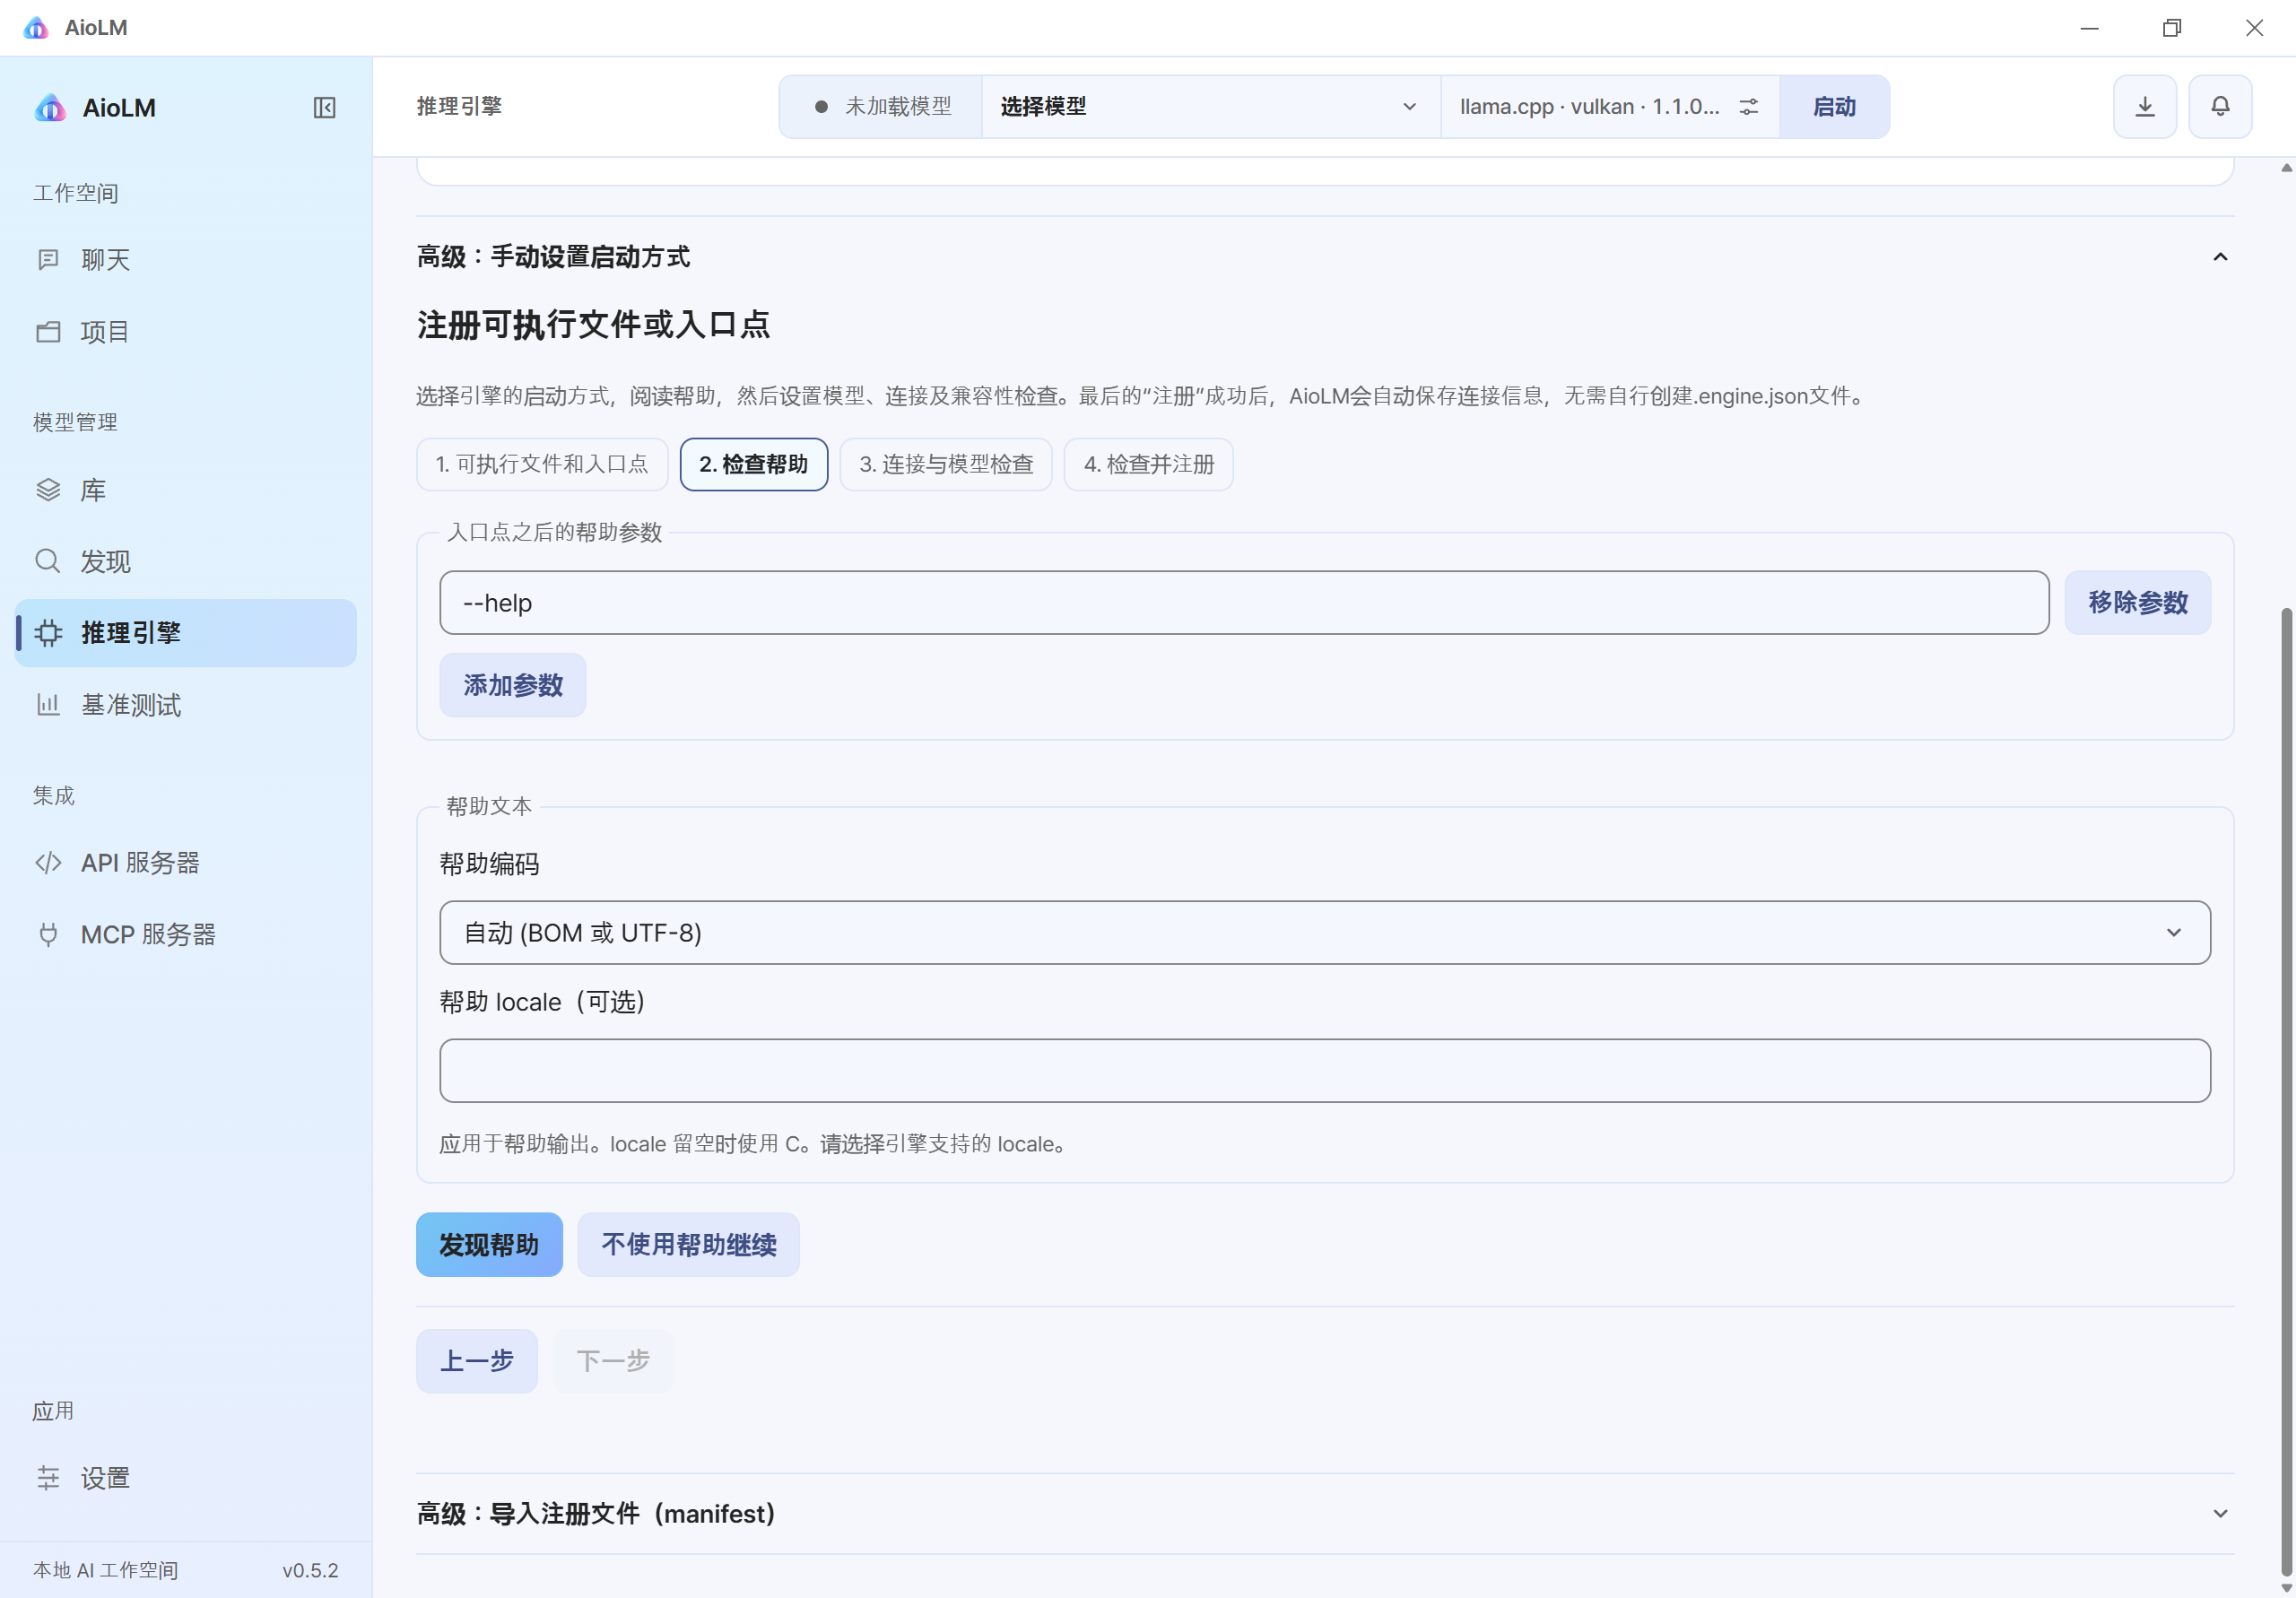 AioLM
AioLM
推理引擎
未加载模型
选择模型
llama.cpp · vulkan · 1.1.0...
启动
工作空间
聊天
项目
模型管理
库
发现
推理引擎
基准测试
集成
API 服务器
MCP 服务器
应用
设置
本地 AI 工作空间
v0.5.2
高级：手动设置启动方式
注册可执行文件或入口点
选择引擎的启动方式，阅读帮助，然后设置模型、连接及兼容性检查。最后的“注册”成功后，AioLM会自动保存连接信息，无需自行创建.engine.json文件。
1. 可执行文件和入口点
2. 检查帮助
3. 连接与模型检查
4. 检查并注册
入口点之后的帮助参数
--help
移除参数
添加参数
帮助文本
帮助编码
自动 (BOM 或 UTF-8)
帮助 locale（可选）
应用于帮助输出。locale 留空时使用 C。请选择引擎支持的 locale。
发现帮助
不使用帮助继续
上一步
下一步
高级：导入注册文件（manifest）